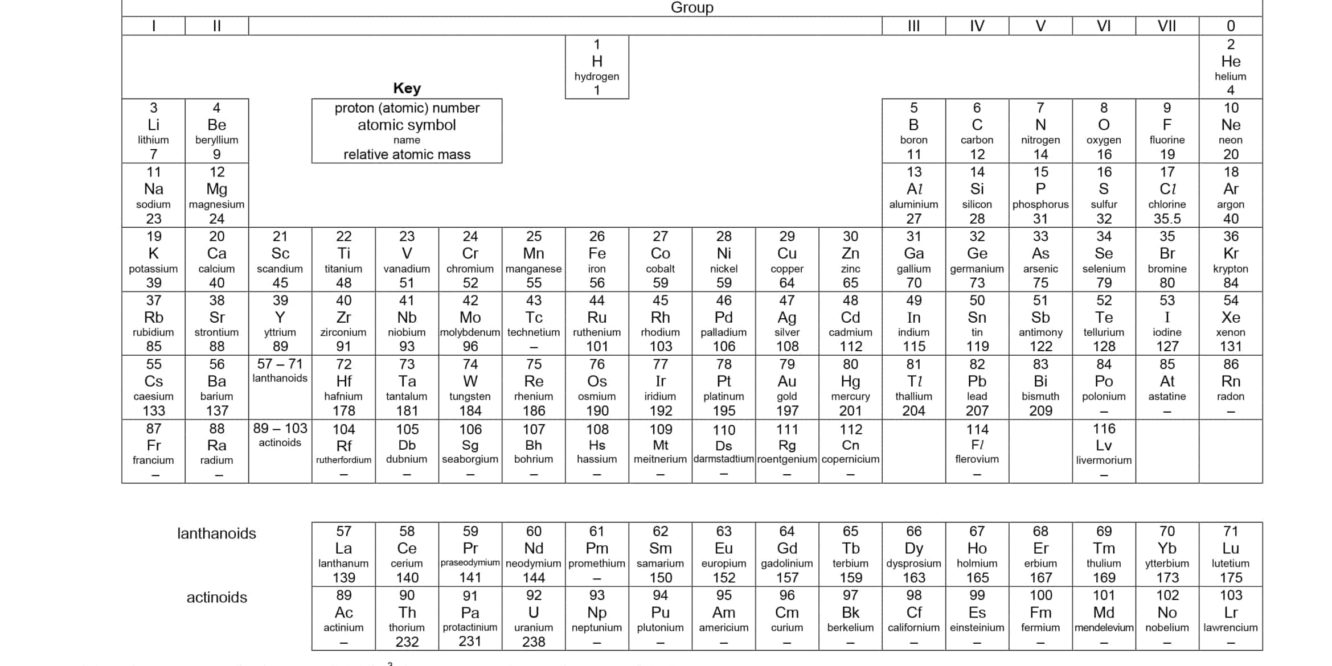 Group
I II III IV V VI VII 0
1 2
H He
hydrogen helium
1 4
Key
proton (atomic) number
atomic symbol
name
relative atomic mass
3 4 5 6 7 8 9 10
Li Be B C N O F Ne
lithium beryllium boron carbon nitrogen oxygen fluorine neon
7 9 11 12 14 16 19 20
11 12 13 14 15 16 17 18
Na Mg Al Si P S Cl Ar
sodium magnesium aluminium silicon phosphorus sulfur chlorine argon
23 24 27 28 31 32 35.5 40
19 20 21 22 23 24 25 26 27 28 29 30 31 32 33 34 35 36
K Ca Sc Ti V Cr Mn Fe Co Ni Cu Zn Ga Ge As Se Br Kr
potassium calcium scandium titanium vanadium chromium manganese iron cobalt nickel copper zinc gallium germanium arsenic selenium bromine krypton
39 40 45 48 51 52 55 56 59 59 64 65 70 73 75 79 80 84
37 38 39 40 41 42 43 44 45 46 47 48 49 50 51 52 53 54
Rb Sr Y Zr Nb Mo Tc Ru Rh Pd Ag Cd In Sn Sb Te I Xe
rubidium strontium yttrium zirconium niobium molybdenum technetium ruthenium rhodium palladium silver cadmium indium tin antimony tellurium iodine xenon
85 88 89 91 93 96 – 101 103 106 108 112 115 119 122 128 127 131
55 56 57 – 71 72 73 74 75 76 77 78 79 80 81 82 83 84 85 86
Cs Ba lanthanoids Hf Ta W Re Os Ir Pt Au Hg Tl Pb Bi Po At Rn
caesium barium hafnium tantalum tungsten rhenium osmium iridium platinum gold mercury thallium lead bismuth polonium astatine radon
133 137 178 181 184 186 190 192 195 197 201 204 207 209 – – –
87 88 89 – 103 104 105 106 107 108 109 110 111 112 114 116
Fr Ra actinoids Rf Db Sg Bh Hs Mt Ds Rg Cn Fl Lv
francium radium rutherfordium dubnium seaborgium bohrium hassium meitnerium darmstadtium roentgenium copernicium flerovium livermorium
– – – – – – – – – – – – – –
lanthanoids
57 58 59 60 61 62 63 64 65 66 67 68 69 70 71
La Ce Pr Nd Pm Sm Eu Gd Tb Dy Ho Er Tm Yb Lu
lanthanum cerium praseodymium neodymium promethium samarium europium gadolinium terbium dysprosium holmium erbium thulium ytterbium lutetium
139 140 141 144 – 150 152 157 159 163 165 167 169 173 175
actinoids
89 90 91 92 93 94 95 96 97 98 99 100 101 102 103
Ac Th Pa U Np Pu Am Cm Bk Cf Es Fm Md No Lr
actinium thorium protactinium uranium neptunium plutonium americium curium berkelium californium einsteinium fermium mendelevium nobelium lawrencium
– 232 231 238 – – – – – – – – – – –